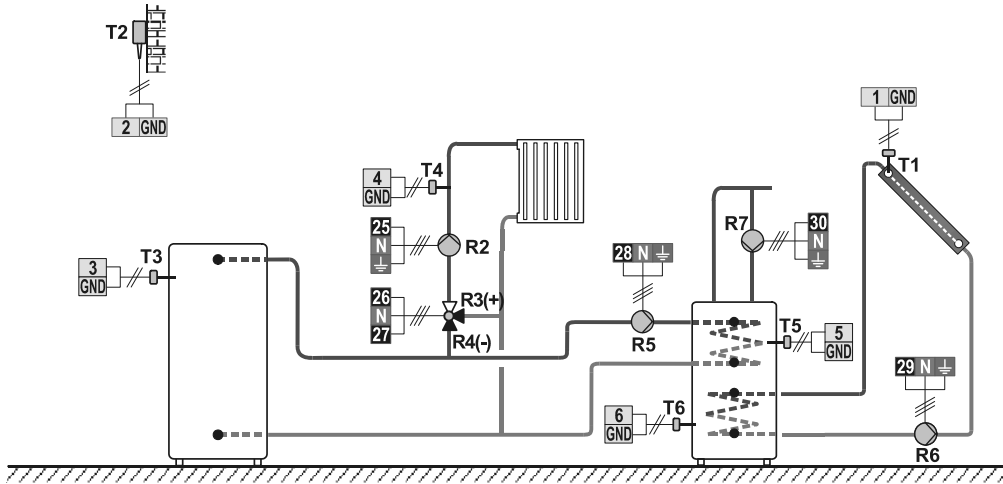 T2
2 GND
1 GND
T1
4
GND
T4
25
N
R2
R7
30
N
T3
3
GND
28 N
26
N
27
R3(+)
R4(-)
R5
T5
5
GND
29 N
T6
6
GND
R6